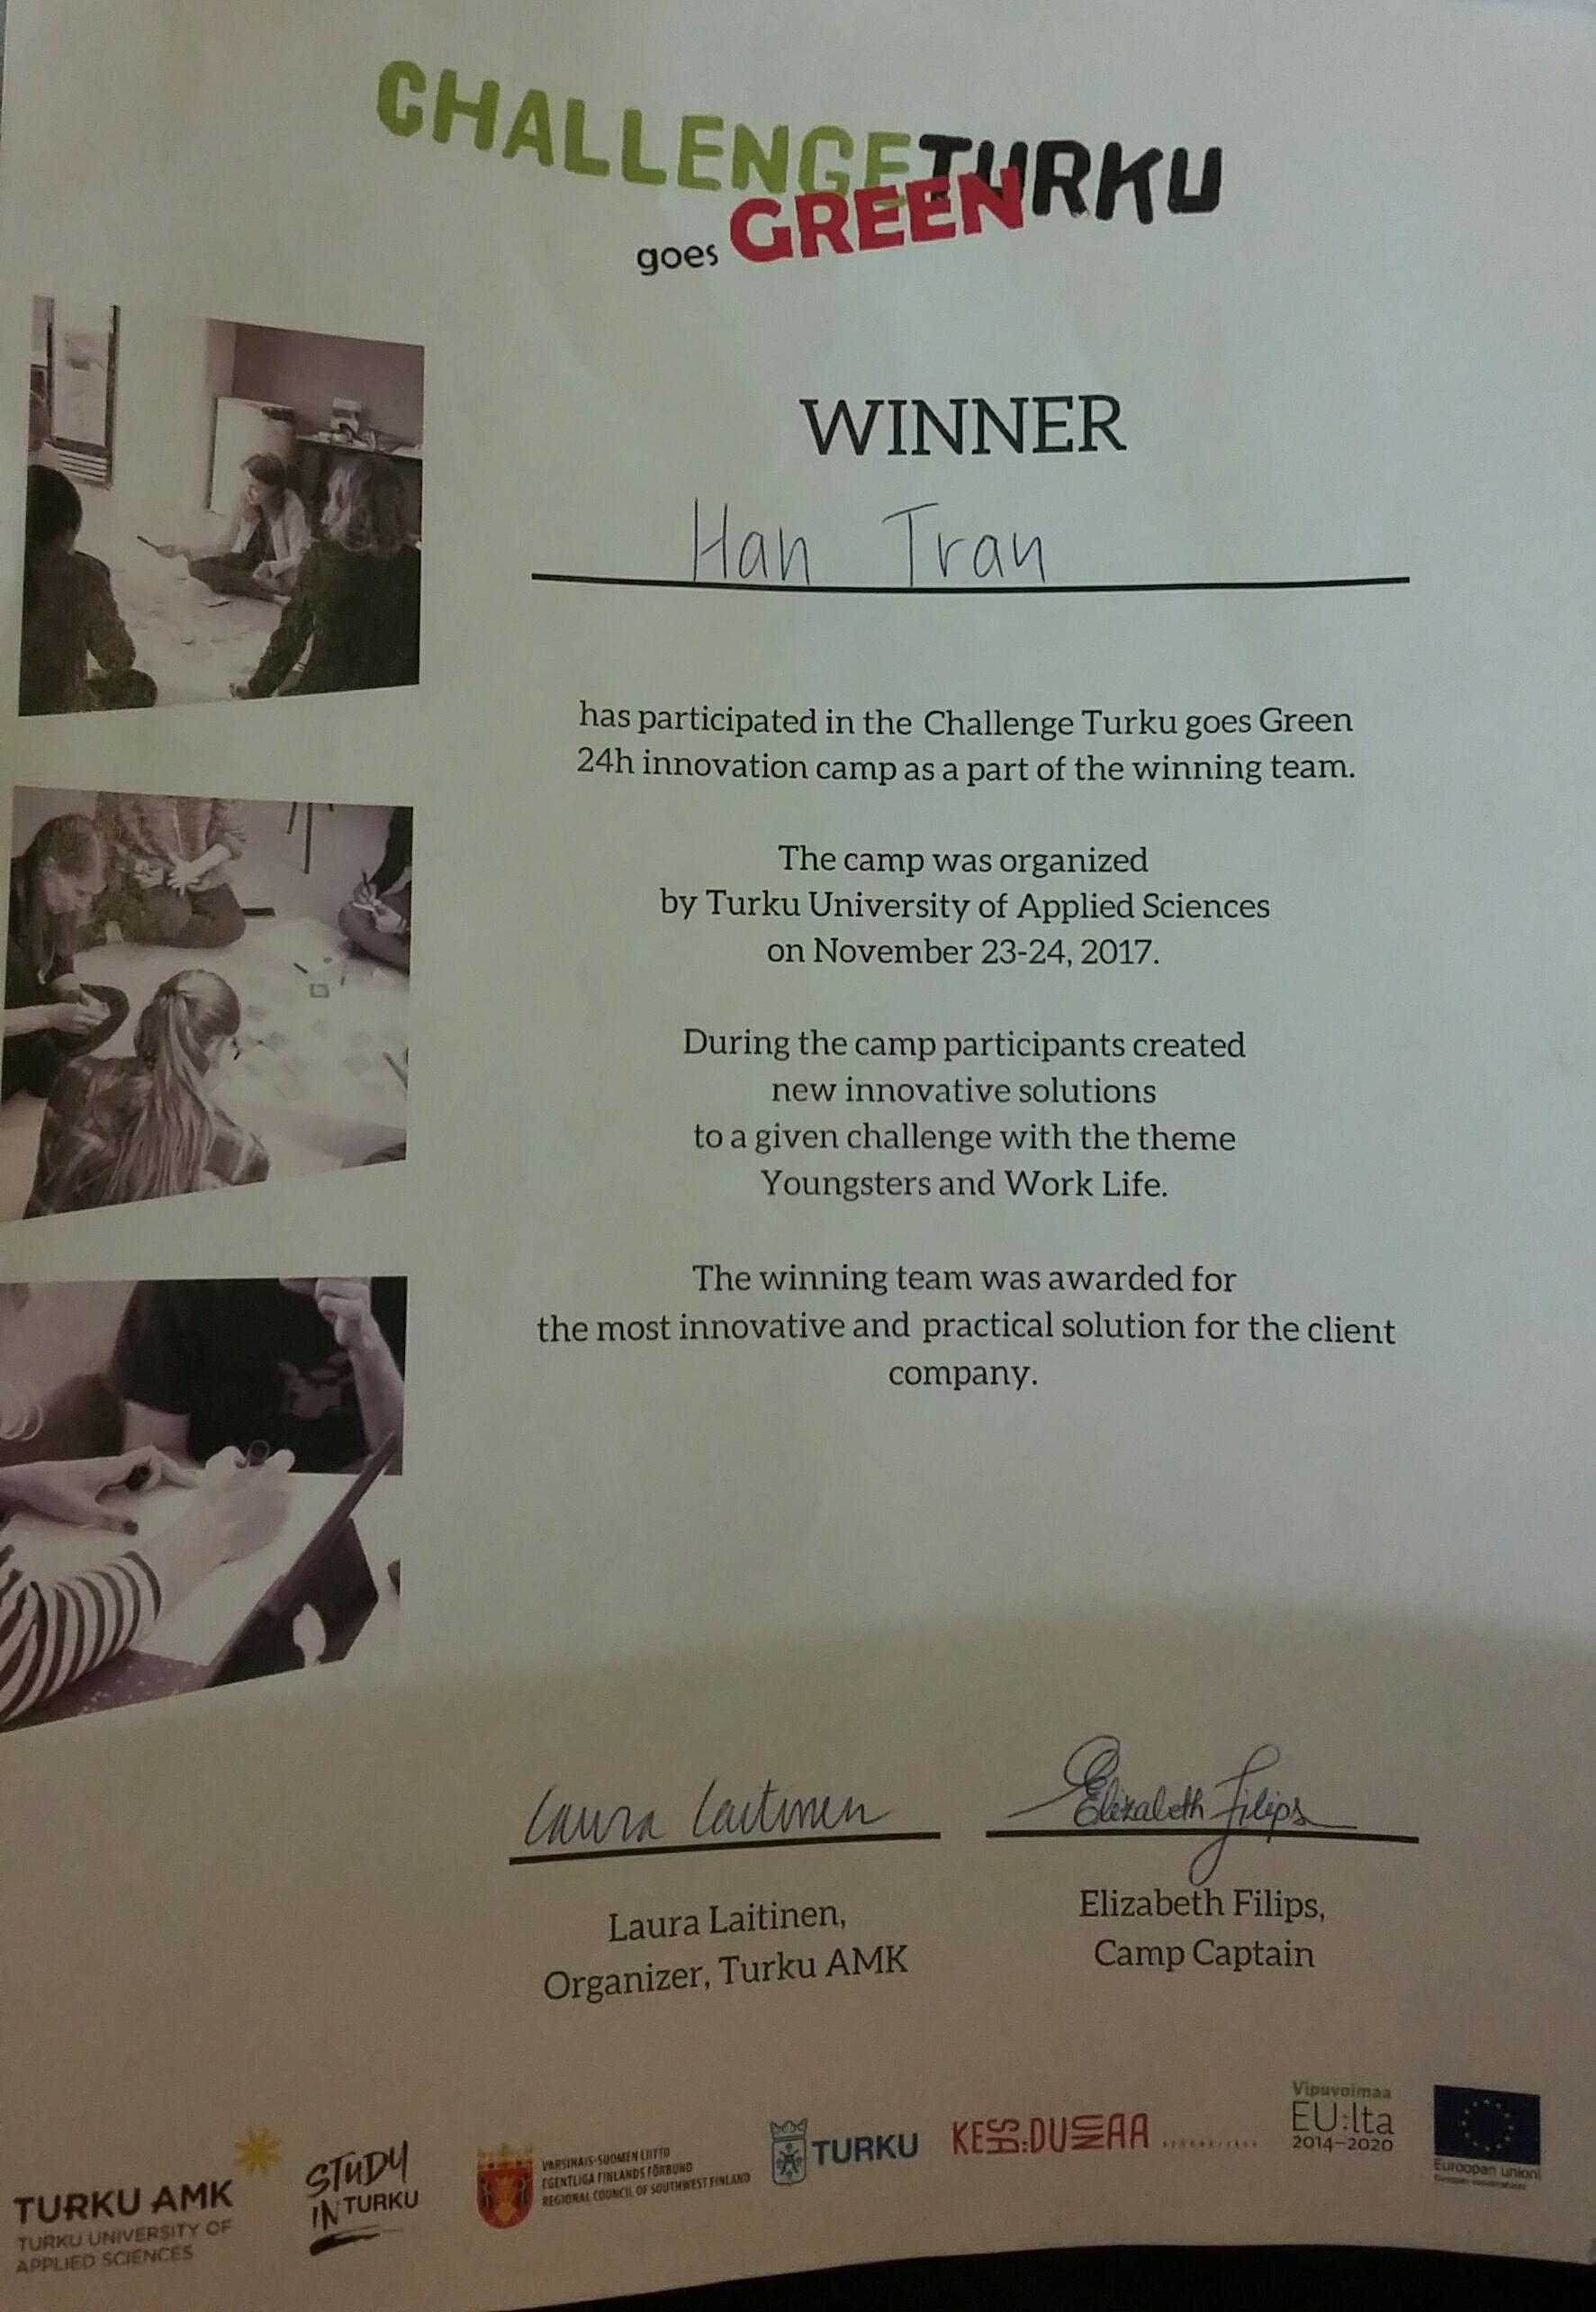 CHALLENGE TURKU
goes GREEN
WINNER
Han Tran
has participated in the Challenge Turku goes Green
24h innovation camp as a part of the winning team.
The camp was organized
by Turku University of Applied Sciences
on November 23-24, 2017.
During the camp participants created
new innovative solutions
to a given challenge with the theme
Youngsters and Work Life.
The winning team was awarded for
the most innovative and practical solution for the client
company.
Laura Laitinen
Elizabeth Filips
Laura Laitinen,
Organizer, Turku AMK
Elizabeth Filips,
Camp Captain
TURKU AMK
TURKU UNIVERSITY OF
APPLIED SCIENCES
STUDY
IN TURKU
VARSINAIS-SUOMEN LIITTO
EGENTLIGA FINLANDS FÖRBUND
REGIONAL COUNCIL OF SOUTHWEST FINLAND
TURKU
Vipuvoimaa
EU:lta
2014–2020
Euroopan unioni